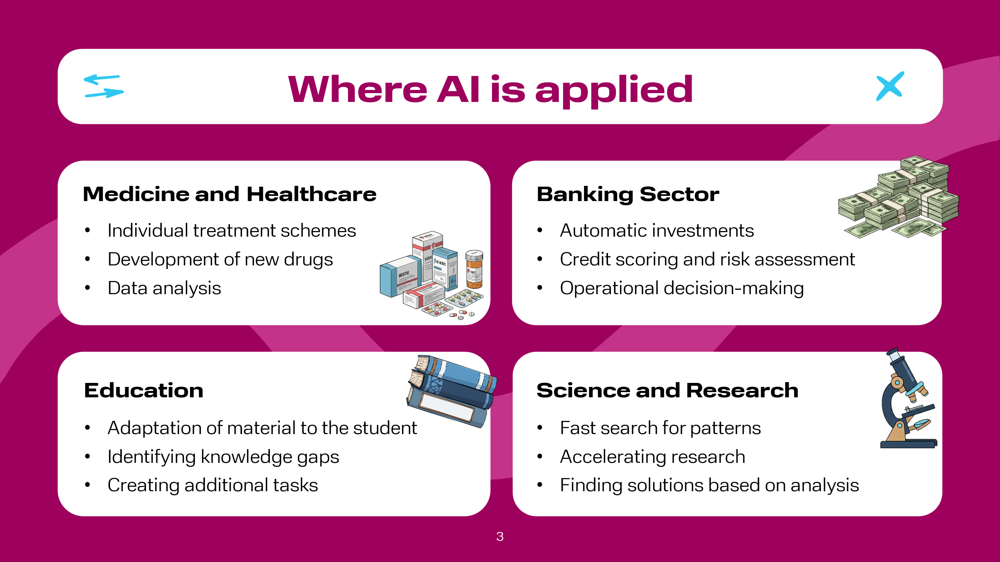 Where AI is applied
Medicine and Healthcare
• Individual treatment schemes
• Development of new drugs
• Data analysis
MEDICINE
Banking Sector
• Automatic investments
• Credit scoring and risk assessment
• Operational decision-making
Education
• Adaptation of material to the student
• Identifying knowledge gaps
• Creating additional tasks
Science and Research
• Fast search for patterns
• Accelerating research
• Finding solutions based on analysis
3